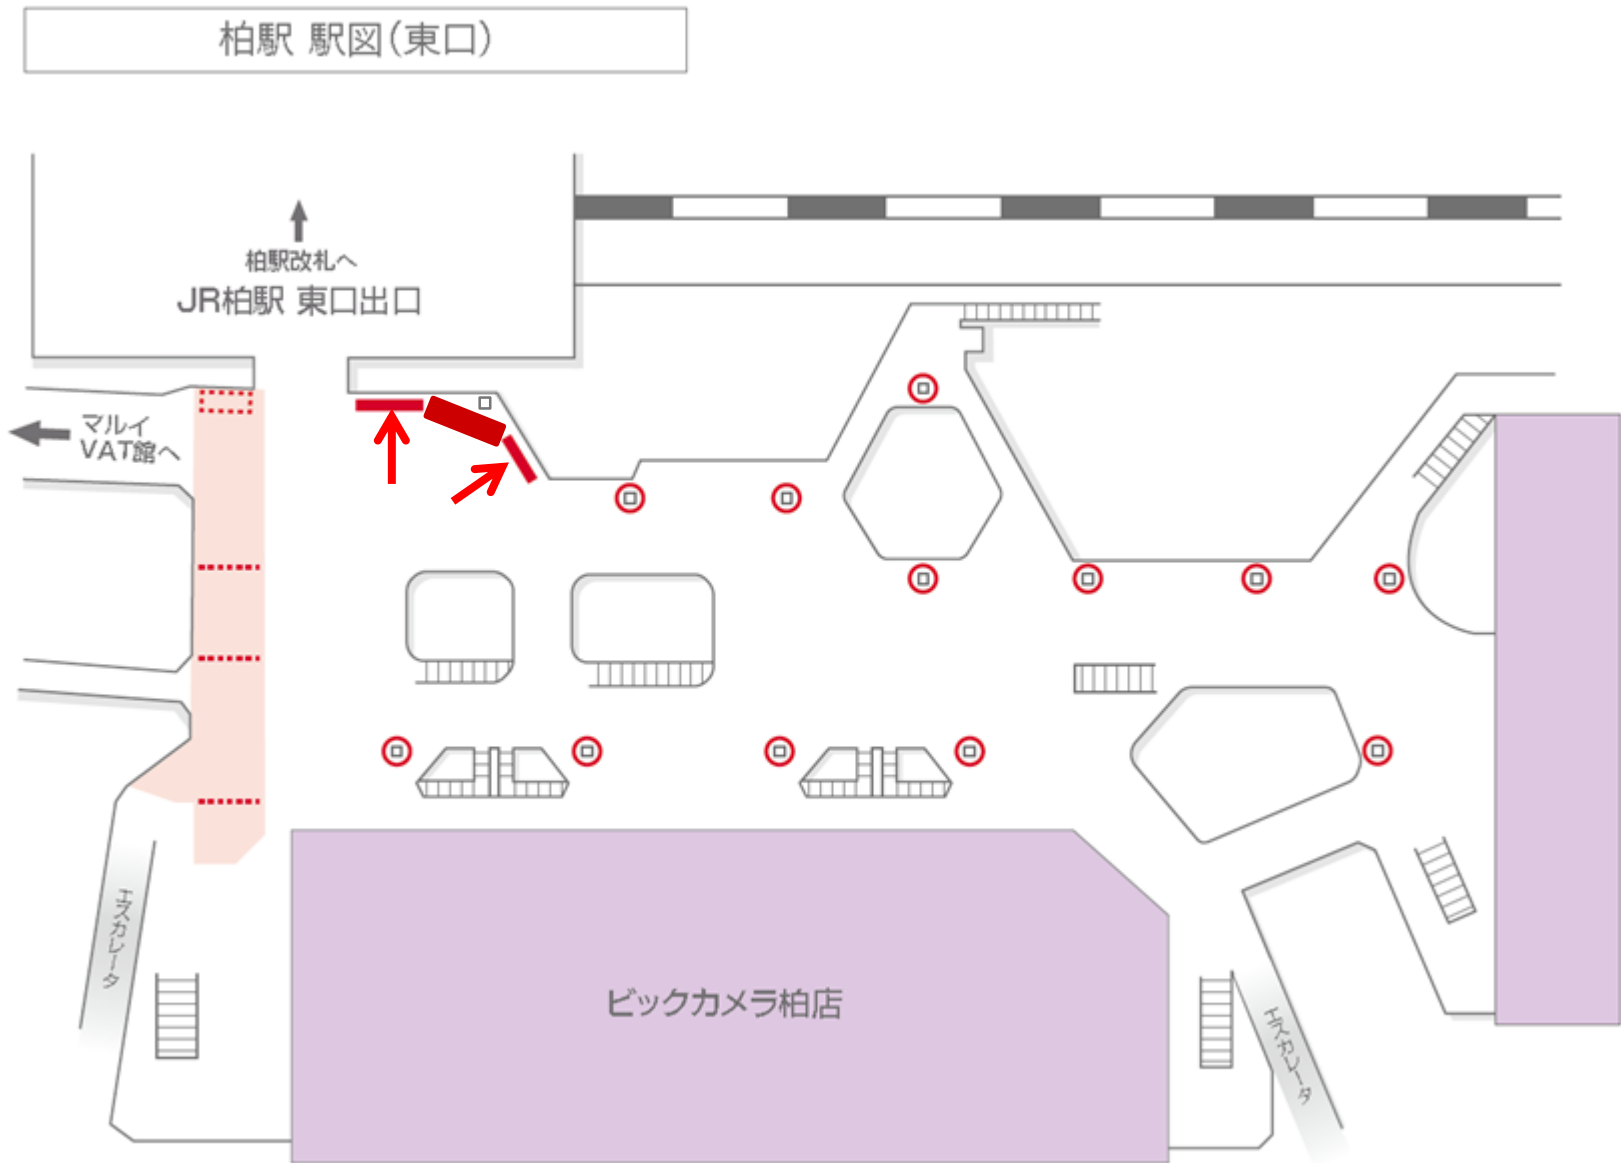 柏駅 駅図(東口)
柏駅改札へ
JR柏駅 東口出口
マルイ
VAT館へ
エスカレータ
ビックカメラ柏店
エスカレータ